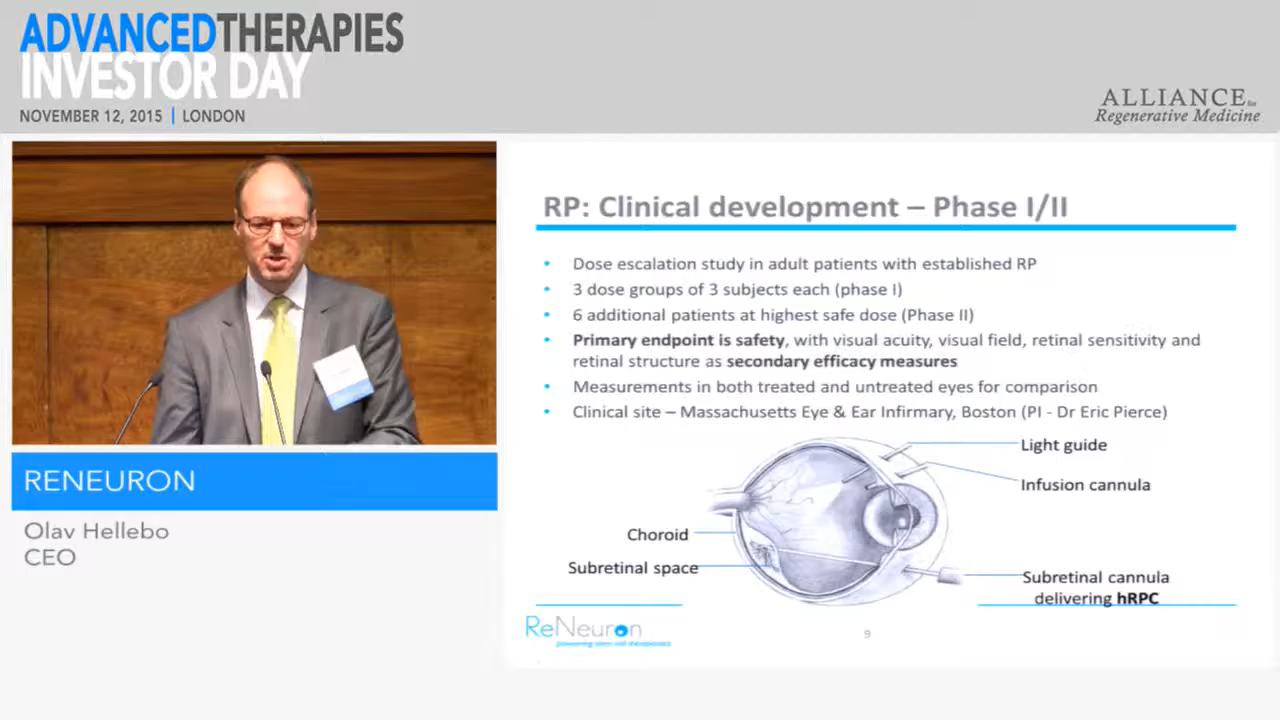 ADVANCEDTHERAPIES
INVESTOR DAY
NOVEMBER 12, 2015 | LONDON
ALLIANCE for
Regenerative Medicine
RENEURON
Olav Hellebo
CEO
RP: Clinical development – Phase I/II
• Dose escalation study in adult patients with established RP
• 3 dose groups of 3 subjects each (phase I)
• 6 additional patients at highest safe dose (Phase II)
• Primary endpoint is safety, with visual acuity, visual field, retinal sensitivity and
retinal structure as secondary efficacy measures
• Measurements in both treated and untreated eyes for comparison
• Clinical site – Massachusetts Eye & Ear Infirmary, Boston (PI - Dr Eric Pierce)
Light guide
Infusion cannula
Choroid
Subretinal space
Subretinal cannula
delivering hRPC
ReNeuron
pioneering stem cell therapeutics
9